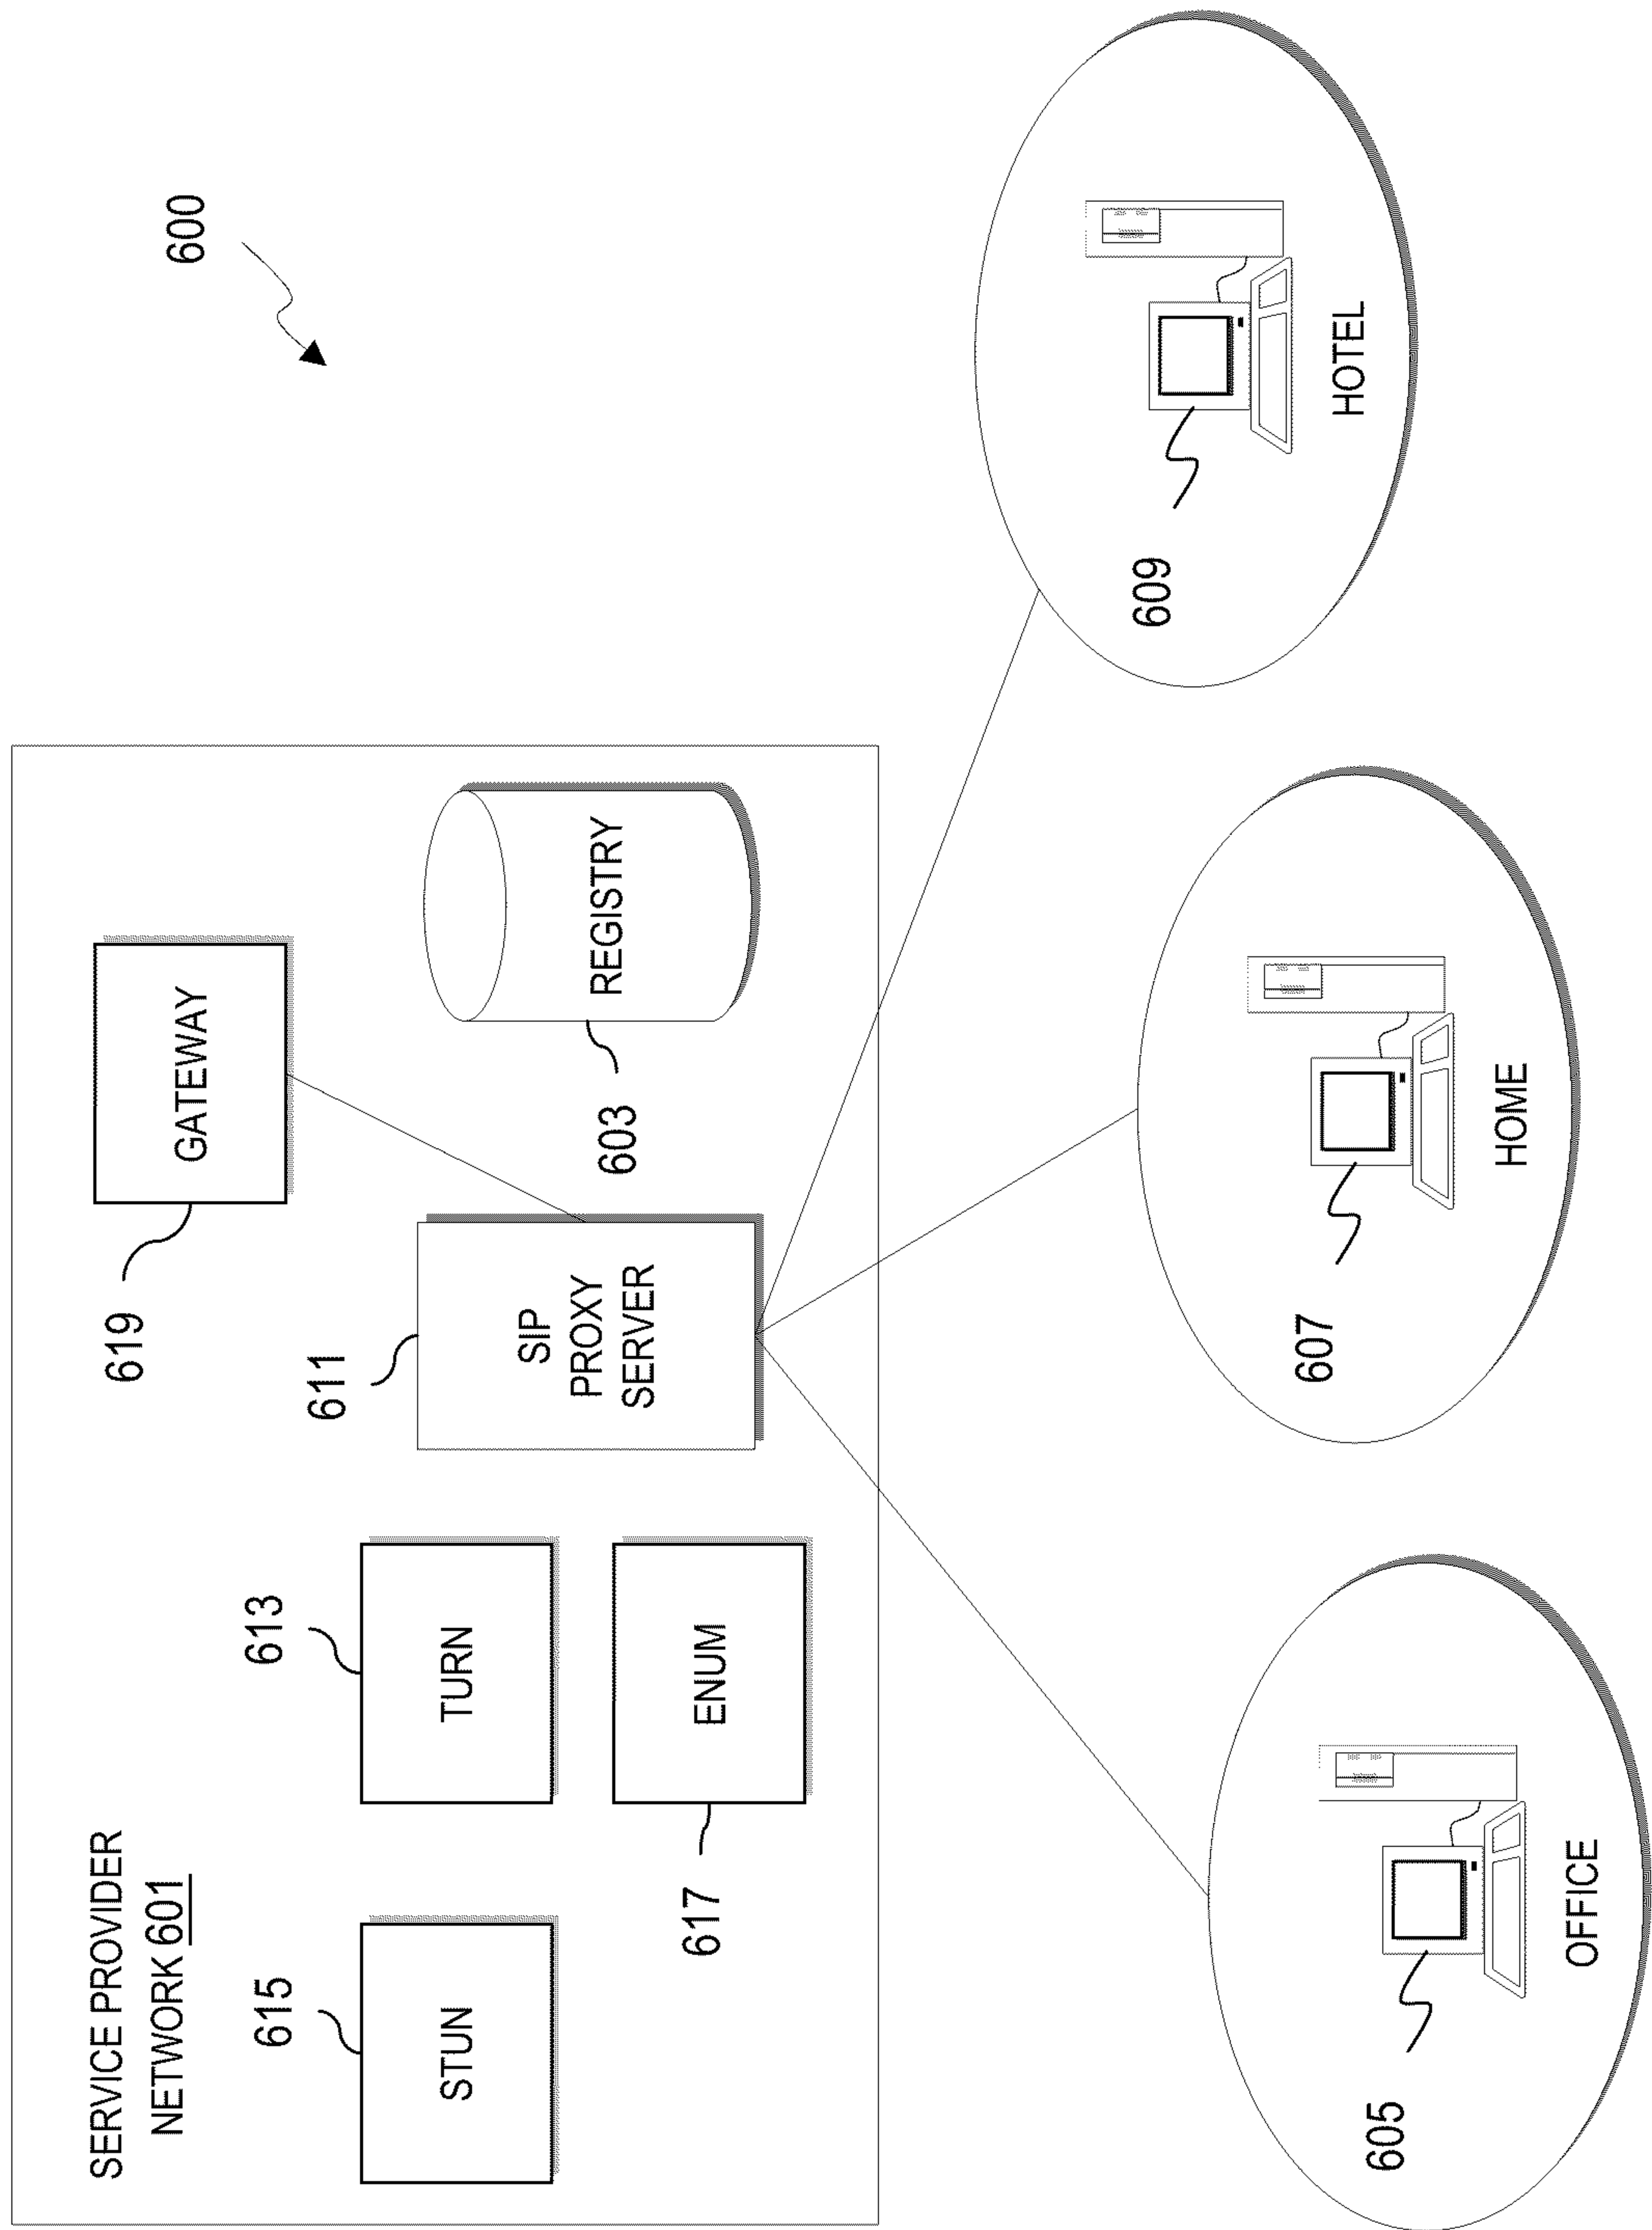 600
SERVICE PROVIDER
NETWORK 601
619
GATEWAY
615
STUN
613
TURN
611
SIP
PROXY
SERVER
REGISTRY
603
617
ENUM
605
OFFICE
607
HOME
609
HOTEL